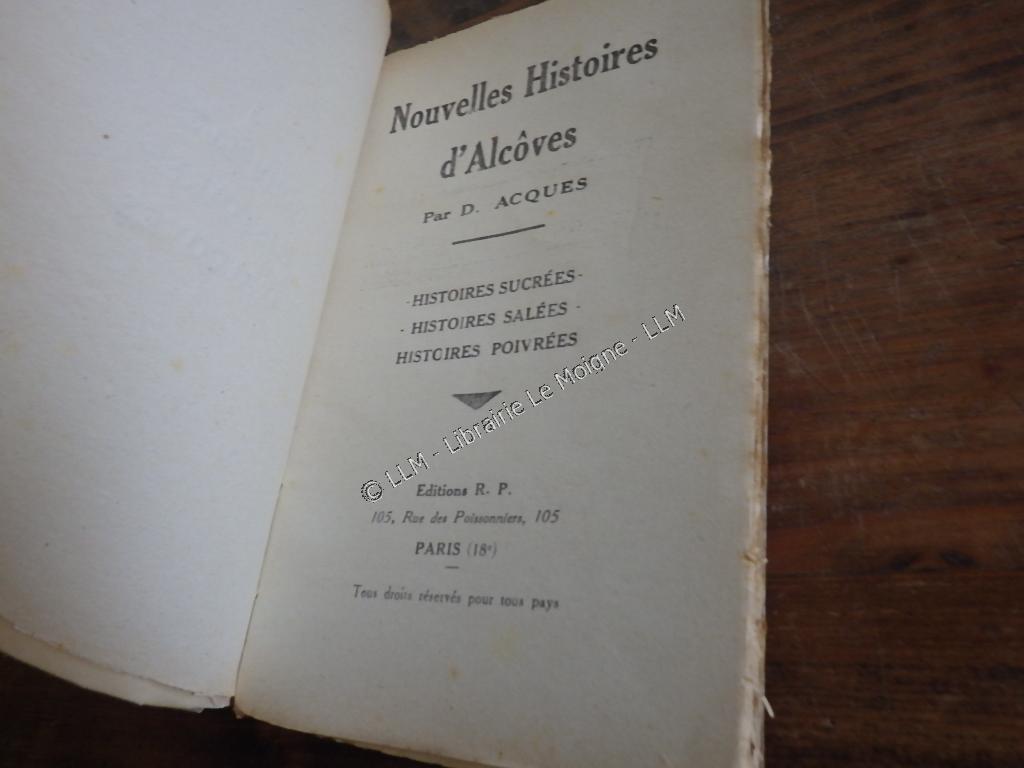 Nouvelles Histoires
d'Alcôves
Par D. ACQUES
- HISTOIRES SUCRÉES -
- HISTOIRES SALÉES -
HISTOIRES POIVRÉES
© LLM - Librairie Le Moigne - LLM
Editions R. P.
105, Rue des Poissonniers, 105
PARIS (18e)
Tous droits réservés pour tous pays